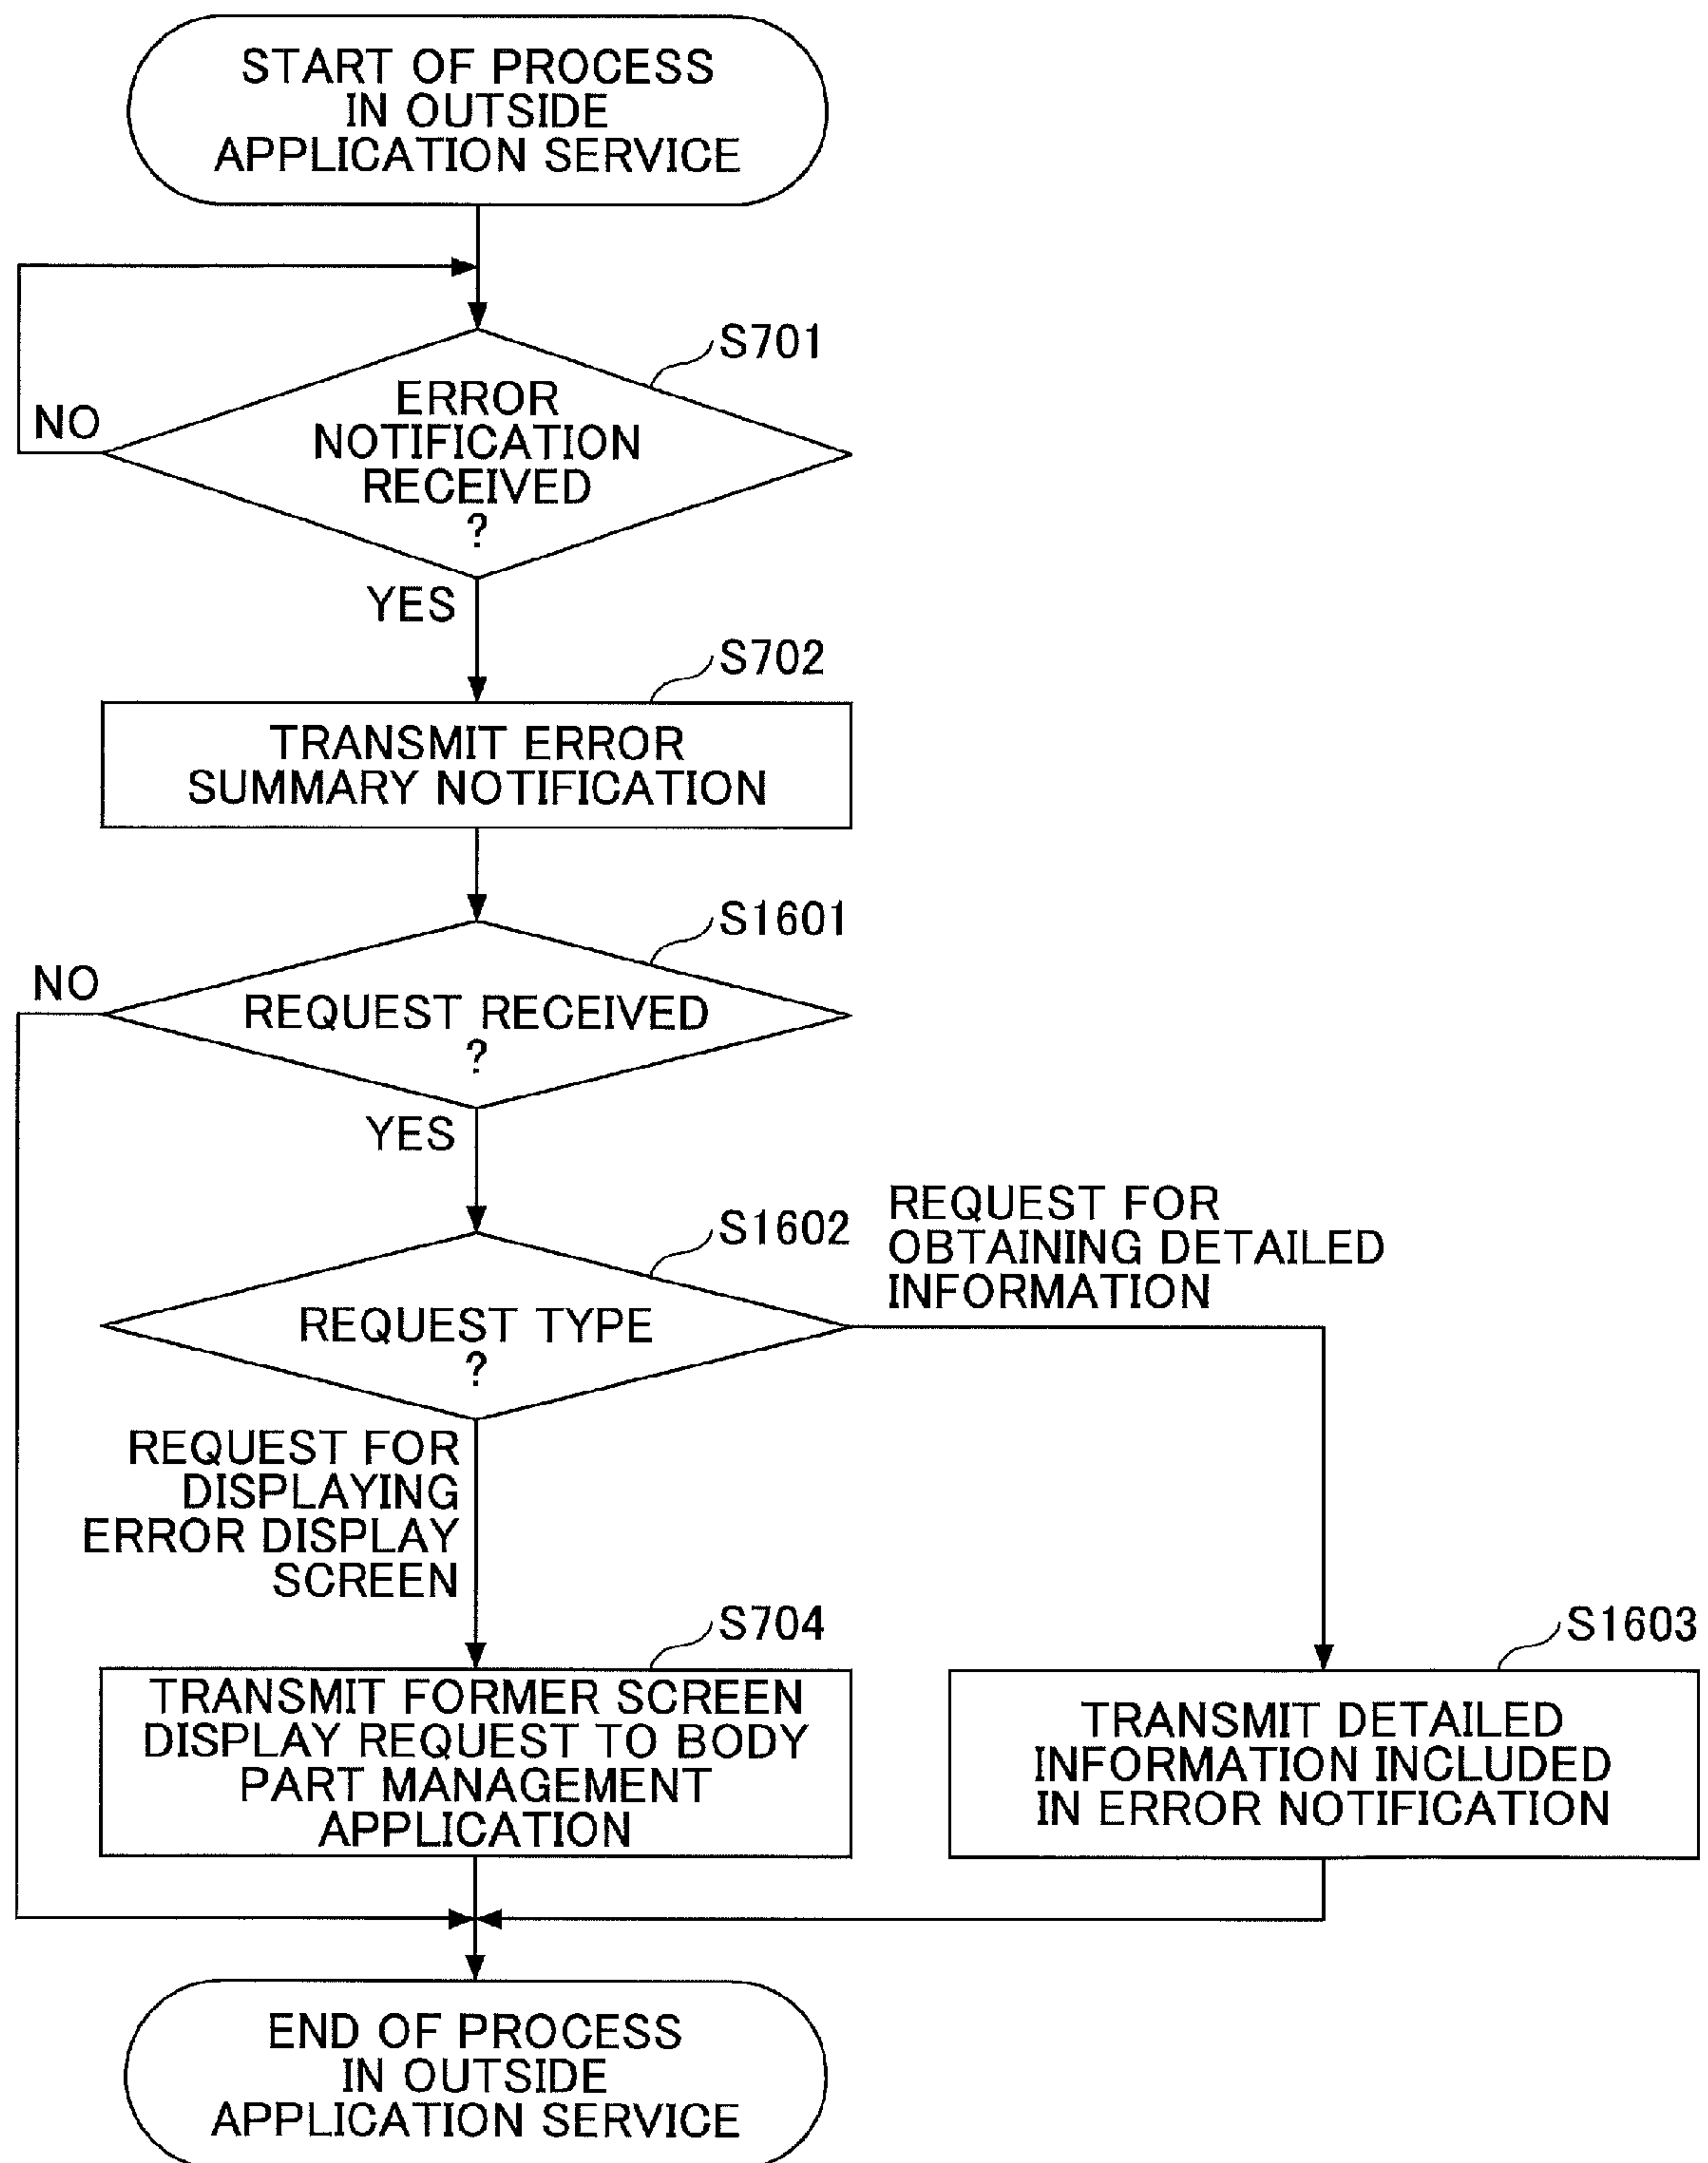 START OF PROCESS
IN OUTSIDE
APPLICATION SERVICE
S701
NO
ERROR
NOTIFICATION
RECEIVED
?
YES
S702
TRANSMIT ERROR
SUMMARY NOTIFICATION
S1601
NO
REQUEST RECEIVED
?
YES
S1602
REQUEST FOR
OBTAINING DETAILED
INFORMATION
REQUEST TYPE
?
REQUEST FOR
DISPLAYING
ERROR DISPLAY
SCREEN
S704
TRANSMIT FORMER SCREEN
DISPLAY REQUEST TO BODY
PART MANAGEMENT
APPLICATION
S1603
TRANSMIT DETAILED
INFORMATION INCLUDED
IN ERROR NOTIFICATION
END OF PROCESS
IN OUTSIDE
APPLICATION SERVICE